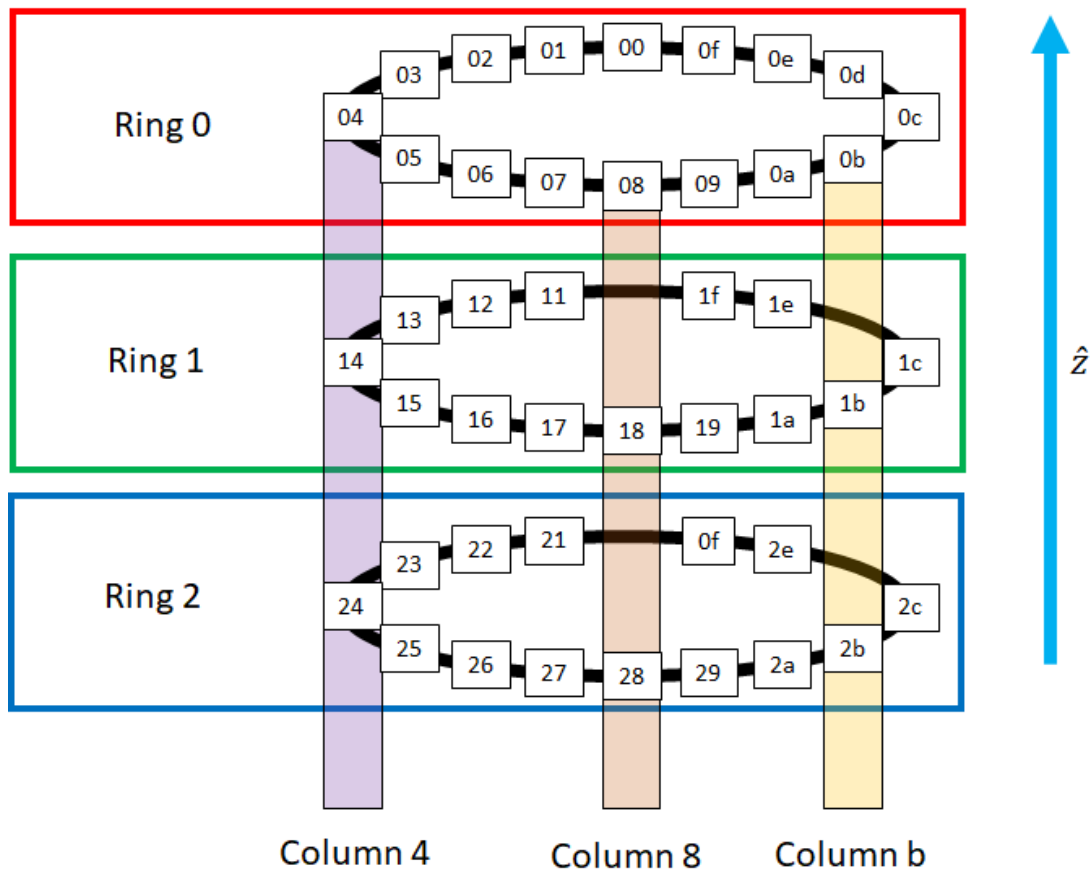 02 01 00 0f 0e
03 0d
Ring 0 04 0c
05 0b
06 07 08 09 0a
12 11 1f 1e
13
Ring 1 14 1c
15 1b
16 17 18 19 1a
ẑ
22 21 0f 2e
23
Ring 2 24 2c
25 2b
26 27 28 29 2a
Column 4 Column 8 Column b